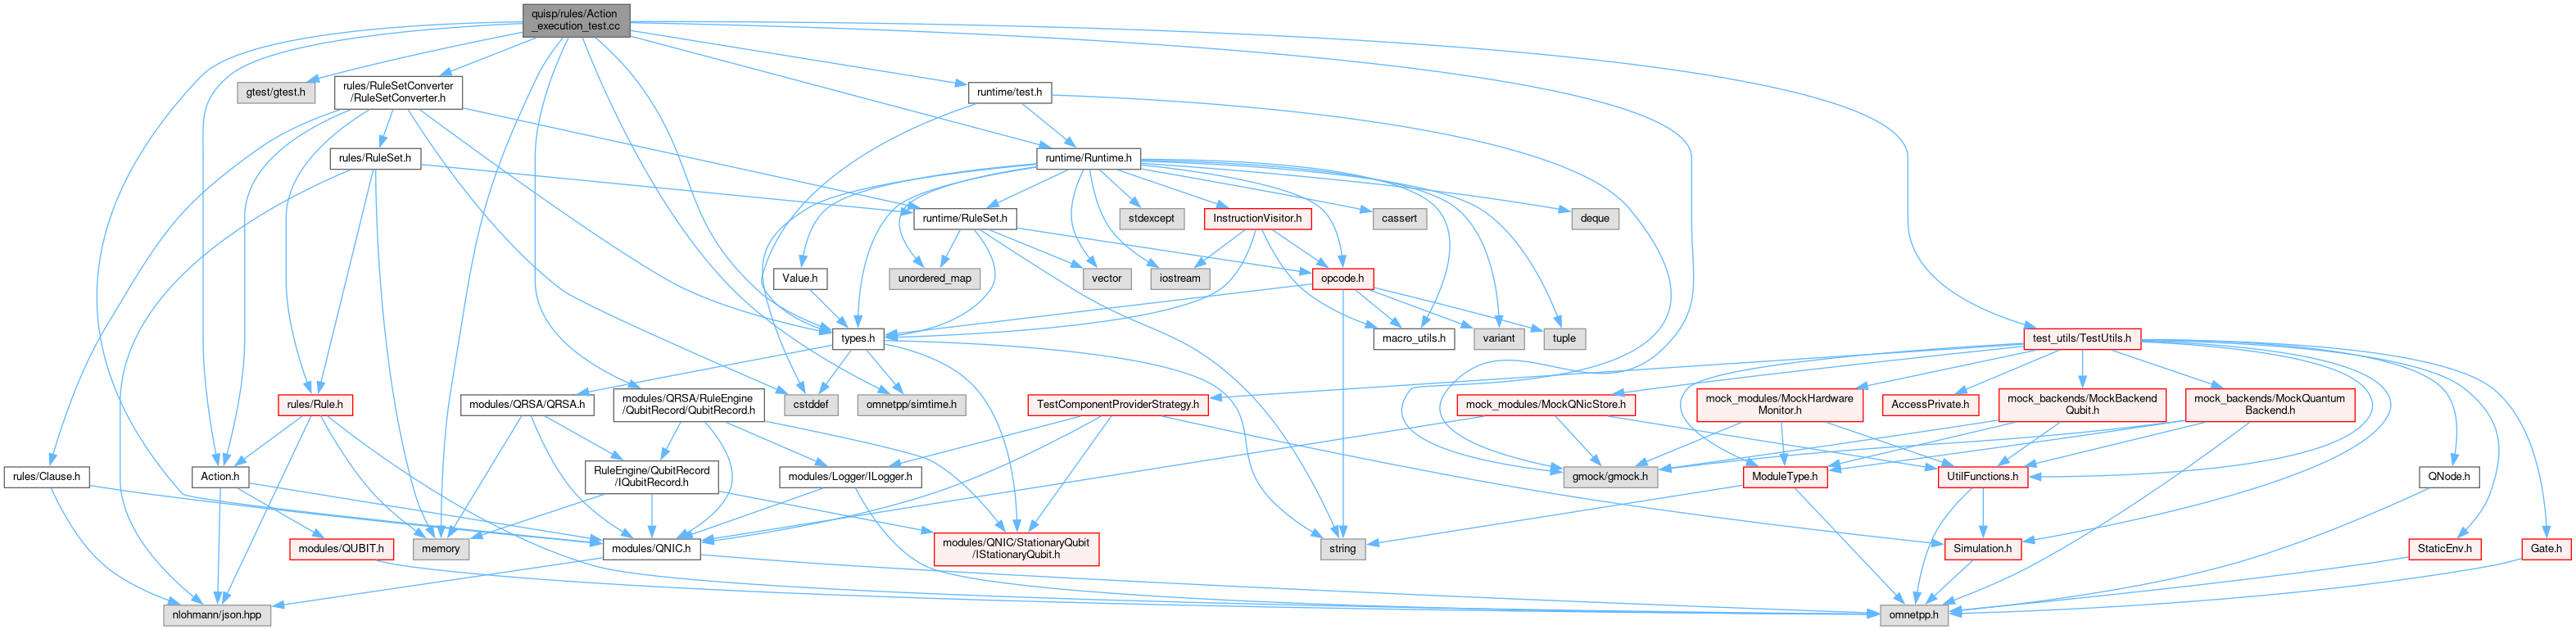 quisp/rules/Action
_execution_test.cc
gtest/gtest.h
rules/RuleSetConverter
/RuleSetConverter.h
runtime/test.h
rules/RuleSet.h
runtime/Runtime.h
runtime/RuleSet.h
stdexcept
InstructionVisitor.h
cassert
deque
Value.h
unordered_map
vector
iostream
opcode.h
types.h
macro_utils.h
variant
tuple
test_utils/TestUtils.h
rules/Rule.h
modules/QRSA/QRSA.h
modules/QRSA/RuleEngine
/QubitRecord/QubitRecord.h
cstddef
omnetpp/simtime.h
TestComponentProviderStrategy.h
mock_modules/MockQNicStore.h
mock_modules/MockHardware
Monitor.h
AccessPrivate.h
mock_backends/MockBackend
Qubit.h
mock_backends/MockQuantum
Backend.h
rules/Clause.h
Action.h
RuleEngine/QubitRecord
/IQubitRecord.h
modules/Logger/ILogger.h
gmock/gmock.h
ModuleType.h
UtilFunctions.h
QNode.h
modules/QUBIT.h
memory
modules/QNIC.h
modules/QNIC/StationaryQubit
/IStationaryQubit.h
string
Simulation.h
StaticEnv.h
Gate.h
nlohmann/json.hpp
omnetpp.h